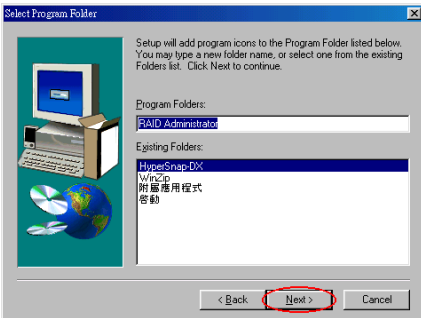 Select Program Folder
Setup will add program icons to the Program Folder listed below.
You may type a new folder name, or select one from the existing
Folders list. Click Next to continue.
Program Folders:
RAID Administrator
Existing Folders:
HyperSnap-DX
WinZip
附屬應用程式
啓動
< Back
Next >
Cancel